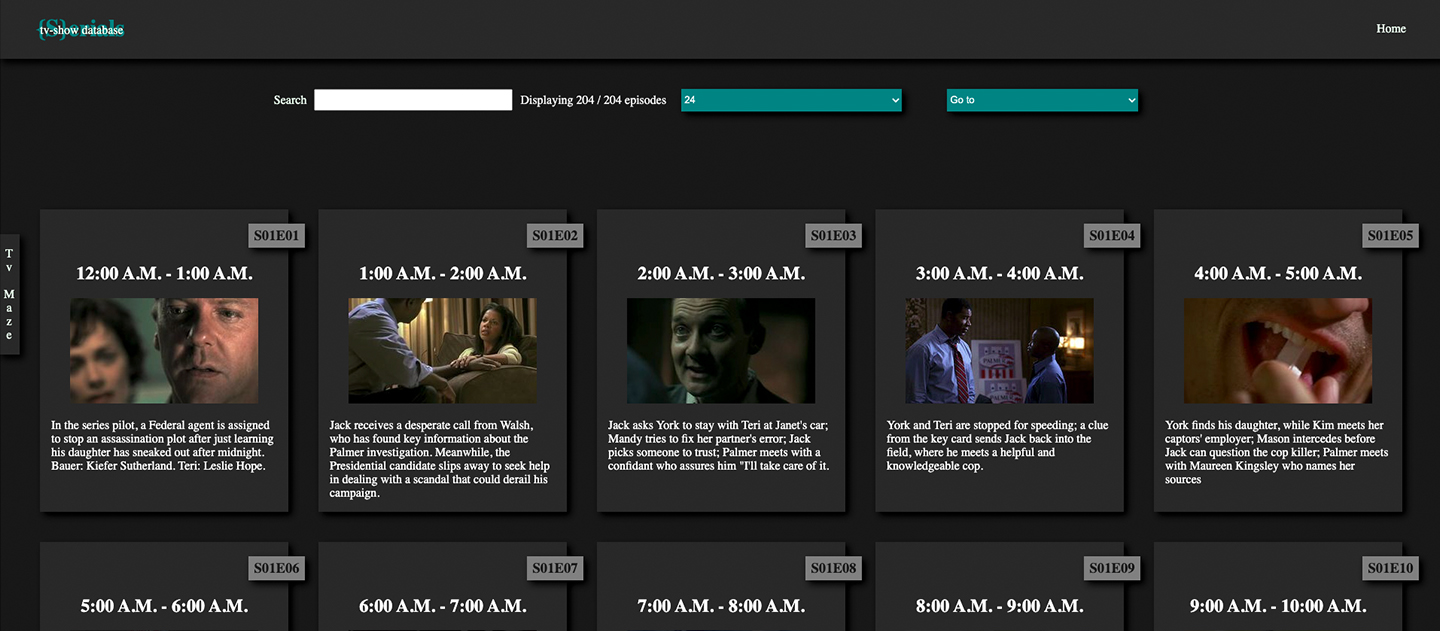 {S}erials
tv-show database
Home
Search
Displaying 204 / 204 episodes
24
Go to
Tv Maze
S01E01
12:00 A.M. - 1:00 A.M.
In the series pilot, a Federal agent is assigned
to stop an assassination plot after just learning
his daughter has sneaked out after midnight.
Bauer: Kiefer Sutherland. Teri: Leslie Hope.
S01E02
1:00 A.M. - 2:00 A.M.
Jack receives a desperate call from Walsh,
who has found key information about the
Palmer investigation. Meanwhile, the
Presidential candidate slips away to seek help
in dealing with a scandal that could derail his
campaign.
S01E03
2:00 A.M. - 3:00 A.M.
Jack asks York to stay with Teri at Janet's car;
Mandy tries to fix her partner's error; Jack
picks someone to trust; Palmer meets with a
confidant who assures him "I'll take care of it.
S01E04
3:00 A.M. - 4:00 A.M.
PALMER
PALMER
York and Teri are stopped for speeding; a clue
from the key card sends Jack back into the
field, where he meets a helpful and
knowledgeable cop.
S01E05
4:00 A.M. - 5:00 A.M.
York finds his daughter, while Kim meets her
captors' employer; Mason intercedes before
Jack can question the cop killer; Palmer meets
with Maureen Kingsley who names her
sources
S01E06
5:00 A.M. - 6:00 A.M.
S01E07
6:00 A.M. - 7:00 A.M.
S01E08
7:00 A.M. - 8:00 A.M.
S01E09
8:00 A.M. - 9:00 A.M.
S01E10
9:00 A.M. - 10:00 A.M.